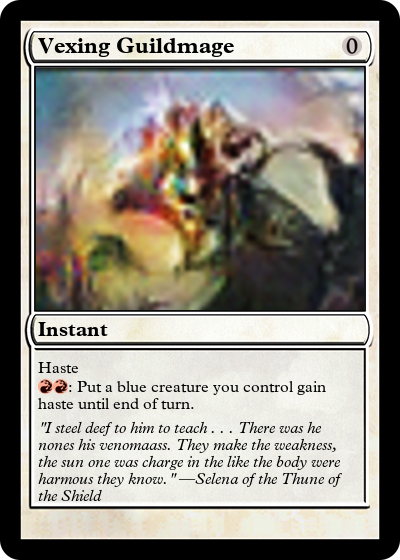 Vexing Guildmage 0
Instant
Haste
: Put a blue creature you control gain
haste until end of turn.
"I steel deef to him to teach . . . There was he
nones his venomaass. They make the weakness,
the sun one was charge in the like the body were
harmous they know." —Selena of the Thune of
the Shield